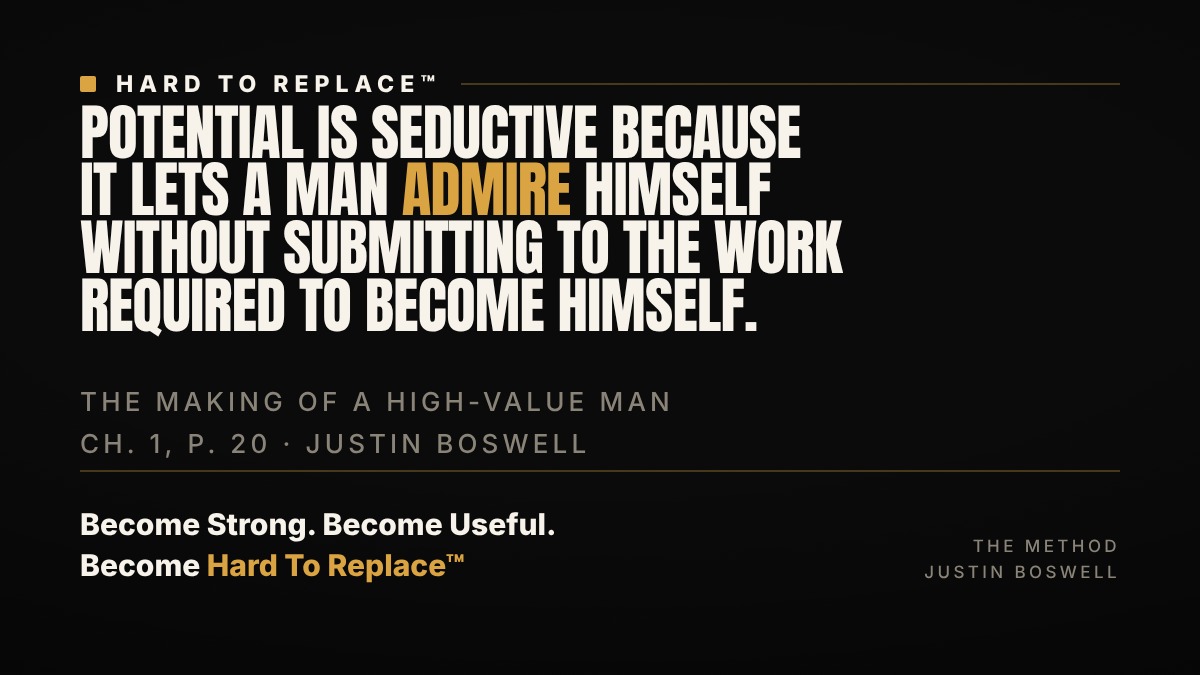 HARD TO REPLACE™
POTENTIAL IS SEDUCTIVE BECAUSE
IT LETS A MAN ADMIRE HIMSELF
WITHOUT SUBMITTING TO THE WORK
REQUIRED TO BECOME HIMSELF.
THE MAKING OF A HIGH-VALUE MAN
CH. 1, P. 20 · JUSTIN BOSWELL
Become Strong. Become Useful.
Become Hard To Replace™
THE METHOD
JUSTIN BOSWELL